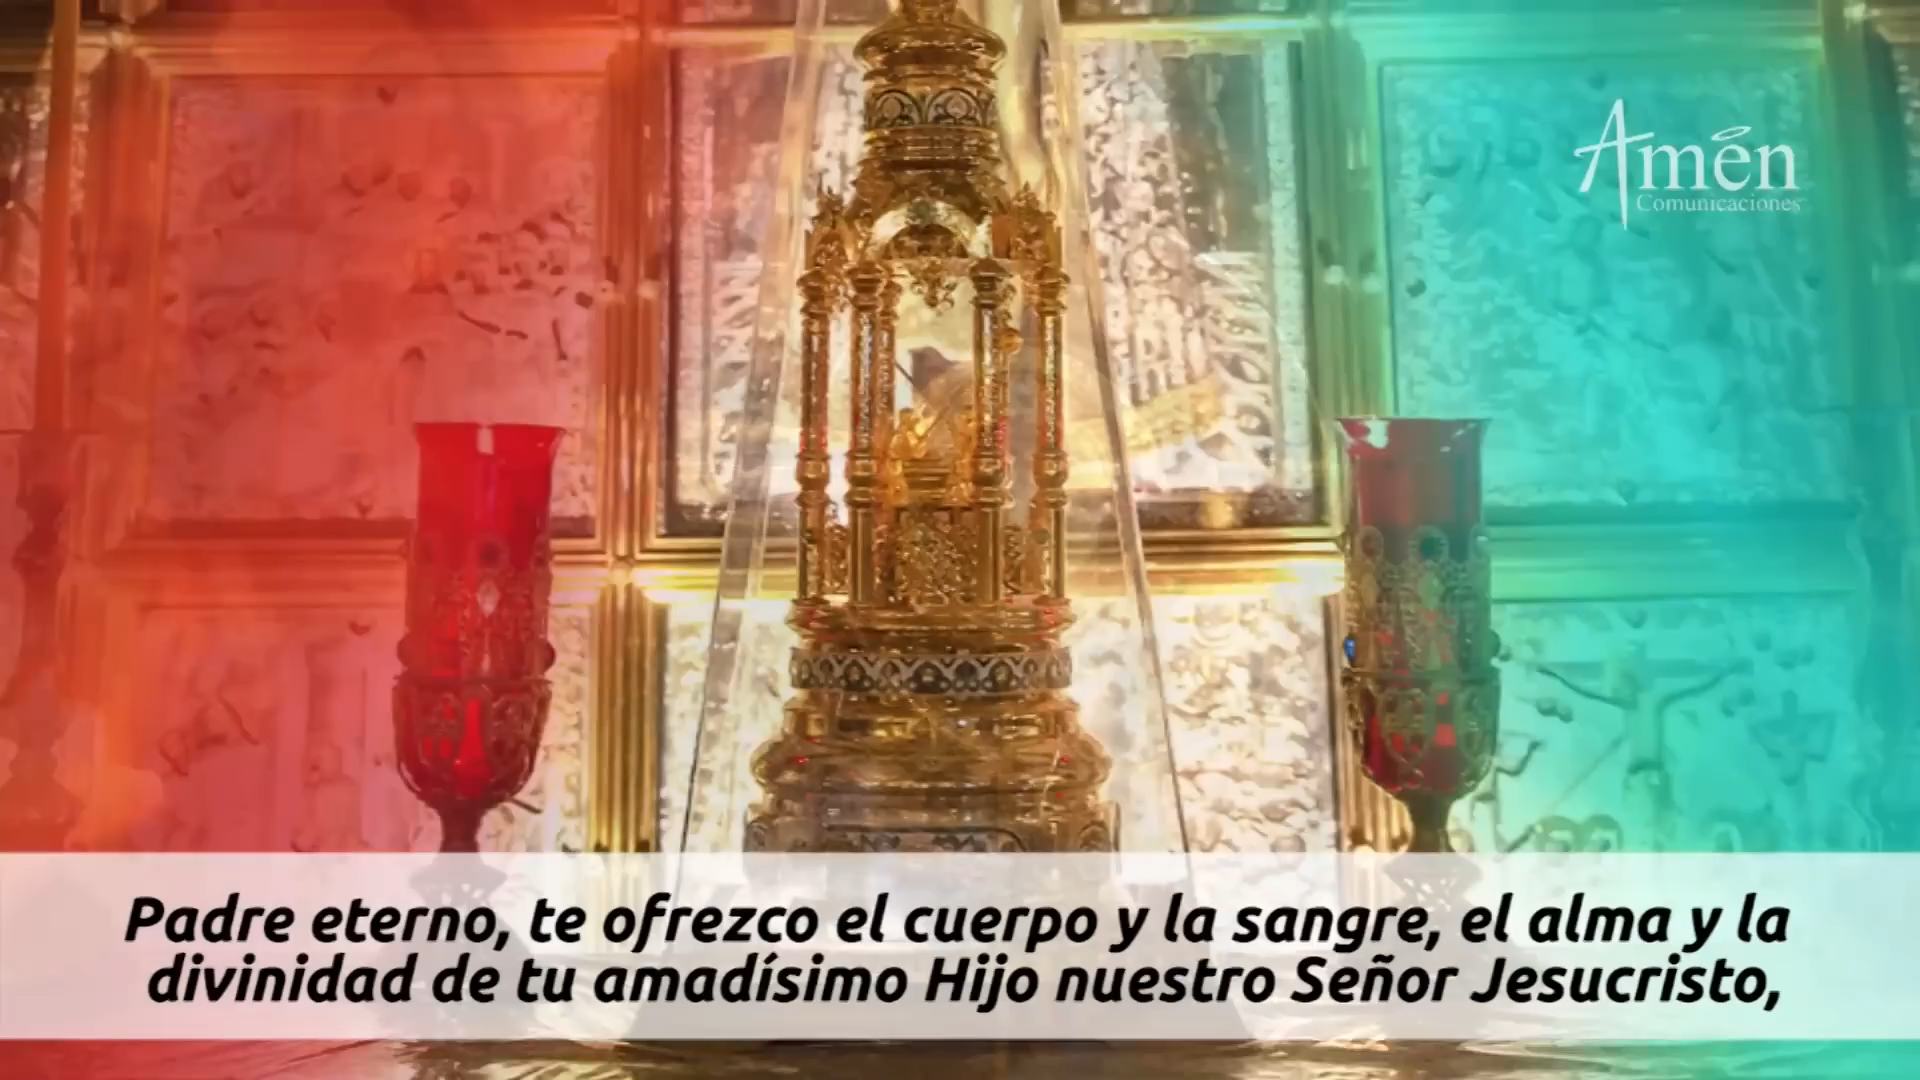 Amén
Comunicaciones
Padre eterno, te ofrezco el cuerpo y la sangre, el alma y la
divinidad de tu amadísimo Hijo nuestro Señor Jesucristo,